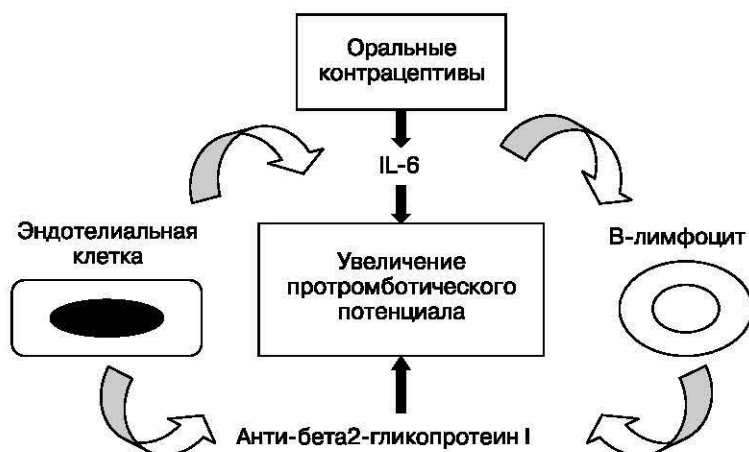 Оральные
контрацептивы
IL-6
Эндотелиальная
клетка
В-лимфоцит
Увеличение
протромботического
потенциала
Анти-бета2-гликопротеин I